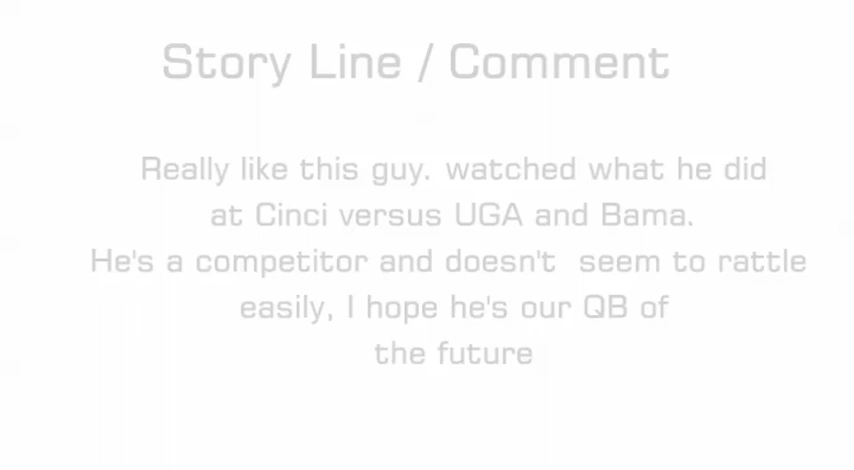 Story Line / Comment
Really like this guy. watched what he did
at Cinci versus UGA and Bama.
He's a competitor and doesn't  seem to rattle
easily, I hope he's our QB of
the future